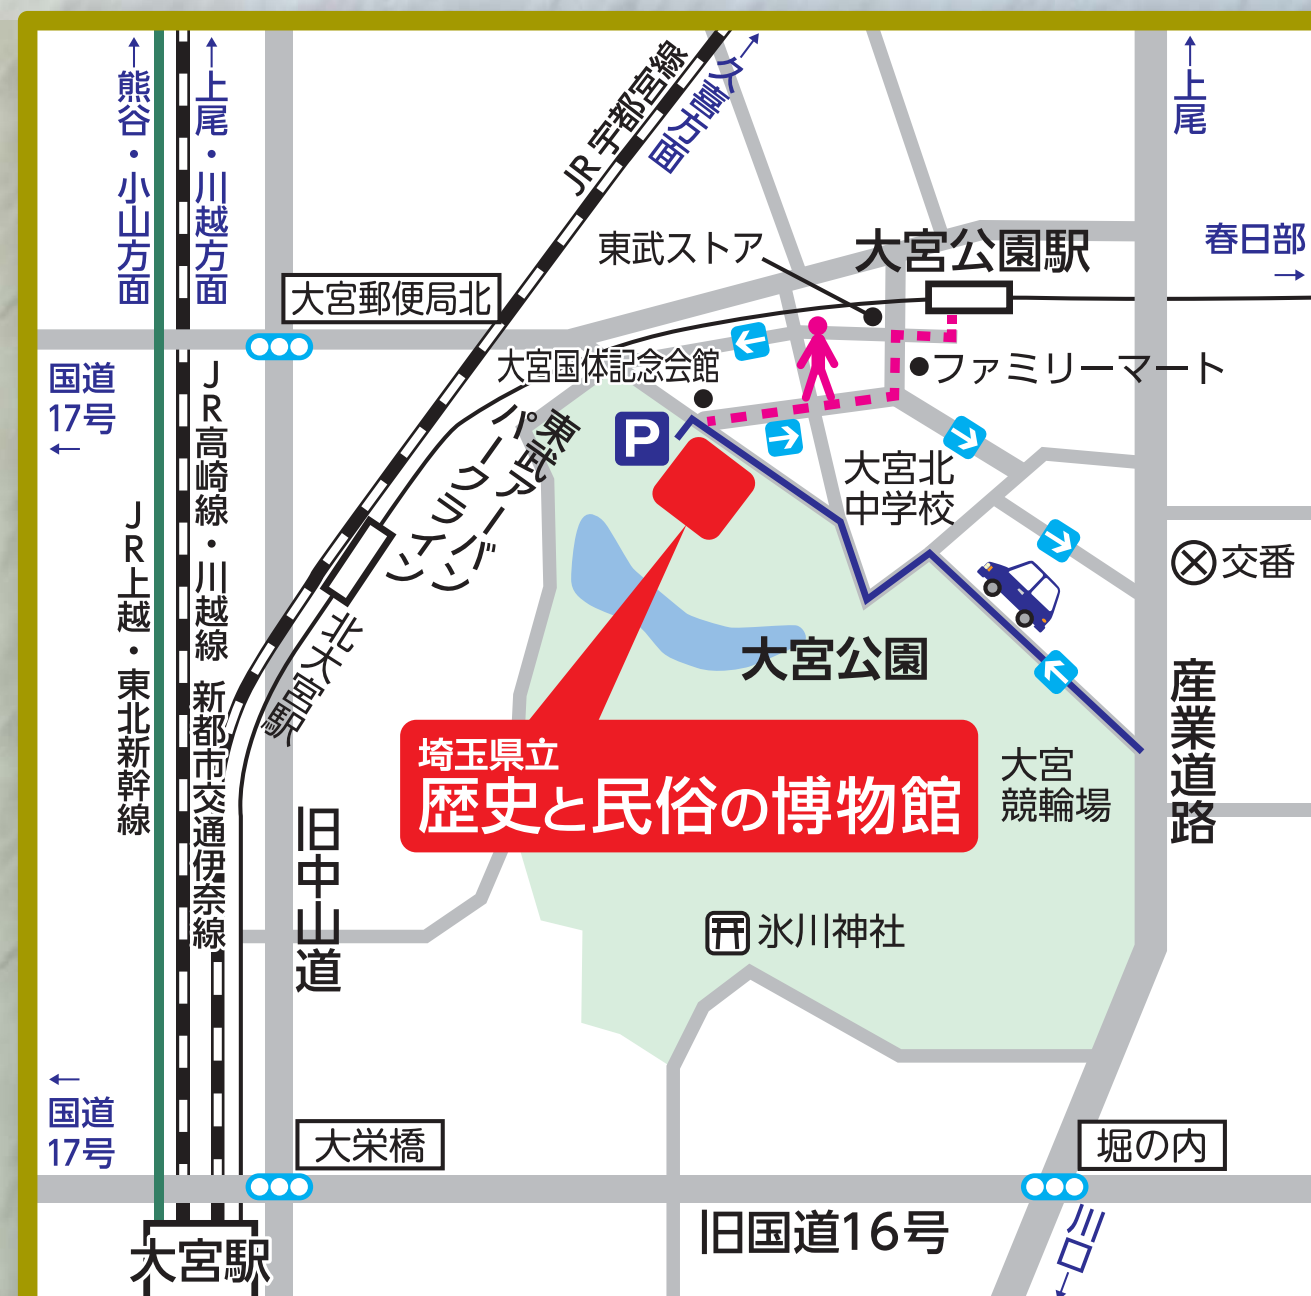 熊谷・小山方面
上尾・川越方面
JR宇都宮線
久喜方面
上尾
春日部
東武ストア
大宮公園駅
大宮郵便局北
国道
17号
大宮国体記念会館
ファミリーマート
P
東武アーバン
パークライン
大宮北
中学校
交番
JR高崎線・川越線
新都市交通伊奈線
JR上越・東北新幹線
北大宮駅
大宮公園
産業道路
埼玉県立
歴史と民俗の博物館
大宮
競輪場
旧中山道
氷川神社
国道
17号
大栄橋
堀の内
旧国道16号
川口
大宮駅